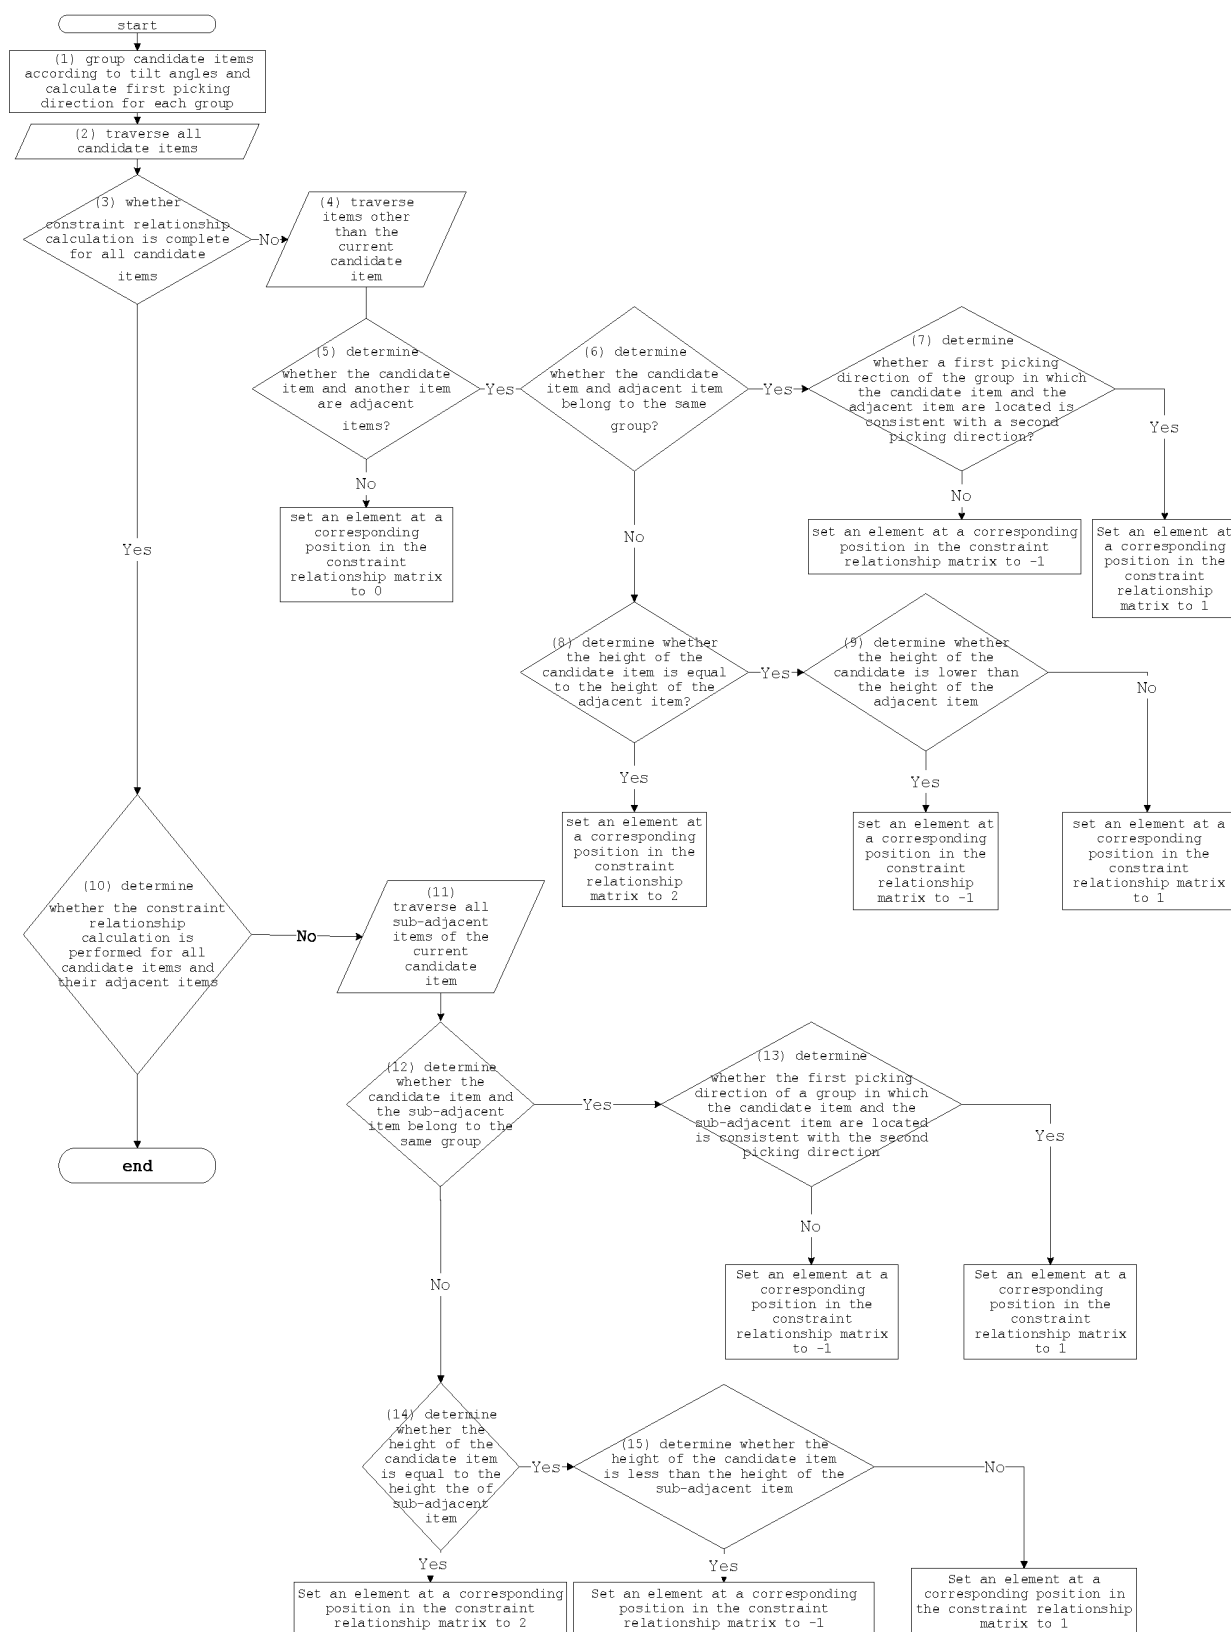 start
(1) group candidate items
according to tilt angles and
calculate first picking
direction for each group
(2) traverse all
candidate items
(3) whether
constraint relationship
calculation is complete
for all candidate
items
No
(4) traverse
items other
than the
current
candidate
item
(5) determine
whether the candidate
item and another item
are adjacent
items?
Yes
(6) determine
whether the candidate
item and adjacent item
belong to the same
group?
Yes
(7) determine
whether a first picking
direction of the group in which
the candidate item and the
adjacent item are located is
consistent with a second
picking direction?
Yes
No
set an element at a
corresponding
position in the
constraint
relationship matrix
to 0
No
set an element at a corresponding
position in the constraint
relationship matrix to -1
Set an element at
a corresponding
position in the
constraint
relationship
matrix to 1
Yes
No
(8) determine whether
the height of the
candidate item is equal
to the height of the
adjacent item?
Yes
(9) determine whether
the height of the
candidate is lower than
the height of the
adjacent item
No
Yes
set an element at
a corresponding
position in the
constraint
relationship
matrix to 2
Yes
set an element at
a corresponding
position in the
constraint
relationship
matrix to -1
set an element at a
corresponding
position in the
constraint
relationship matrix
to 1
(10) determine
whether the constraint
relationship
calculation is
performed for all
candidate items and
their adjacent items
No
(11)
traverse all
sub-adjacent
items of the
current
candidate
item
end
(12) determine
whether the
candidate item and
the sub-adjacent
item belong to the
same group
Yes
(13) determine
whether the first picking
direction of a group in which
the candidate item and the
sub-adjacent item are located
is consistent with the second
picking direction
Yes
No
Set an element at a
corresponding
position in the
constraint
relationship matrix
to -1
Set an element at a
corresponding
position in the
constraint
relationship matrix
to 1
No
(14) determine
whether the
height of the
candidate item
is equal to the
height the of
sub-adjacent
item
Yes
(15) determine whether the
height of the candidate item
is less than the height of the
sub-adjacent item
No
Yes
Set an element at a corresponding
position in the constraint
relationship matrix to 2
Yes
Set an element at a corresponding
position in the constraint
relationship matrix to -1
Set an element at a
corresponding position in
the constraint relationship
matrix to 1